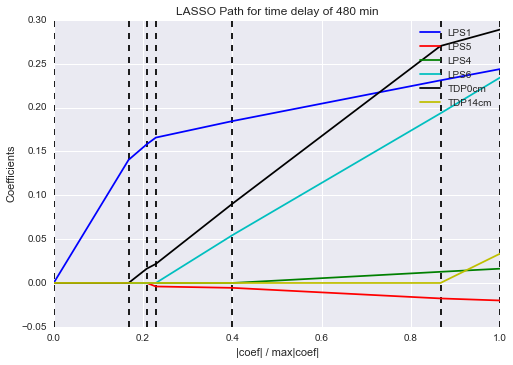 LASSO Path for time delay of 480 min
0.30
0.25
0.20
0.15
0.10
0.05
0.00
−0.05
Coefficients
LPS1
LPS5
LPS4
LPS6
TDP0cm
TDP14cm
0.0 0.2 0.4 0.6 0.8 1.0
|coef| / max|coef|